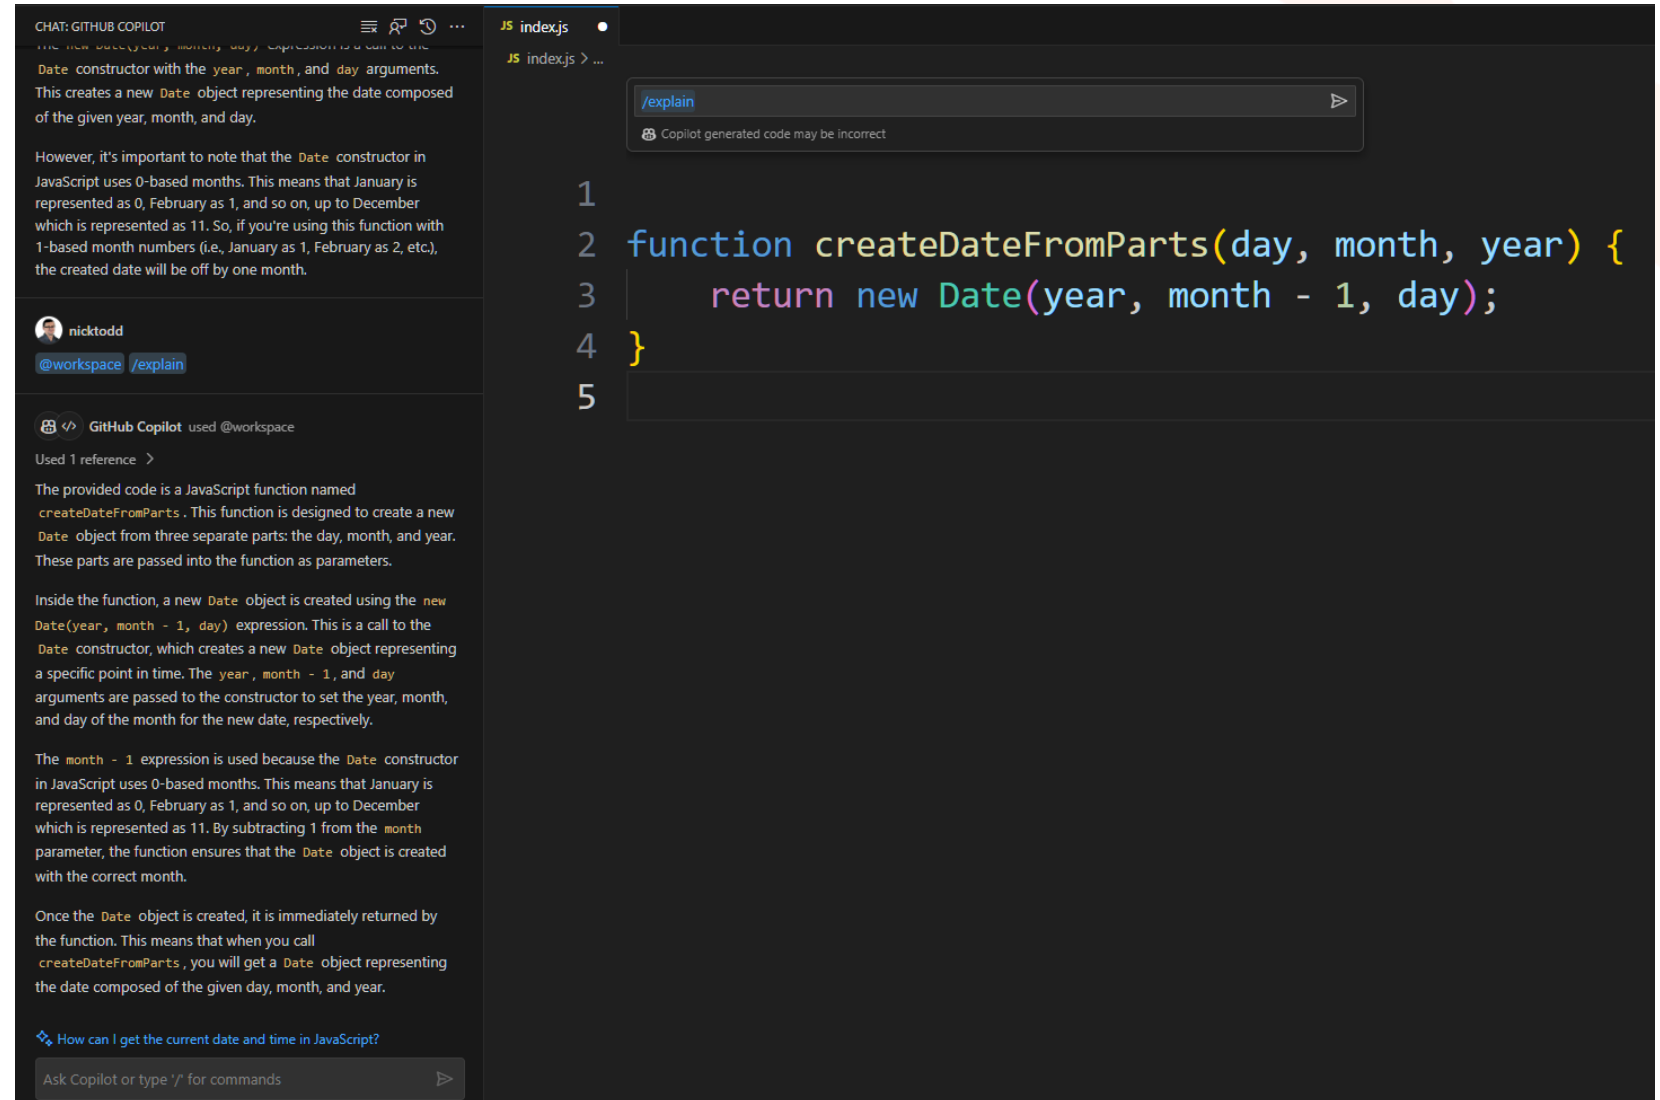 CHAT: GITHUB COPILOT
The new Date(year, month, day) expression is a call to the
Date constructor with the year, month, and day arguments.
This creates a new Date object representing the date composed
of the given year, month, and day.
However, it's important to note that the Date constructor in
JavaScript uses 0-based months. This means that January is
represented as 0, February as 1, and so on, up to December
which is represented as 11. So, if you're using this function with
1-based month numbers (i.e., January as 1, February as 2, etc.),
the created date will be off by one month.
nicktodd
@workspace /explain
GitHub Copilot used @workspace
Used 1 reference >
The provided code is a JavaScript function named
createDateFromParts. This function is designed to create a new
Date object from three separate parts: the day, month, and year.
These parts are passed into the function as parameters.
Inside the function, a new Date object is created using the new
Date(year, month - 1, day) expression. This is a call to the
Date constructor, which creates a new Date object representing
a specific point in time. The year, month - 1, and day
arguments are passed to the constructor to set the year, month,
and day of the month for the new date, respectively.
The month - 1 expression is used because the Date constructor
in JavaScript uses 0-based months. This means that January is
represented as 0, February as 1, and so on, up to December
which is represented as 11. By subtracting 1 from the month
parameter, the function ensures that the Date object is created
with the correct month.
Once the Date object is created, it is immediately returned by
the function. This means that when you call
createDateFromParts, you will get a Date object representing
the date composed of the given day, month, and year.
How can I get the current date and time in JavaScript?
Ask Copilot or type '/' for commands
JS index.js
JS index.js > ...
/explain
Copilot generated code may be incorrect
1
2 function createDateFromParts(day, month, year) {
3 return new Date(year, month - 1, day);
4 }
5